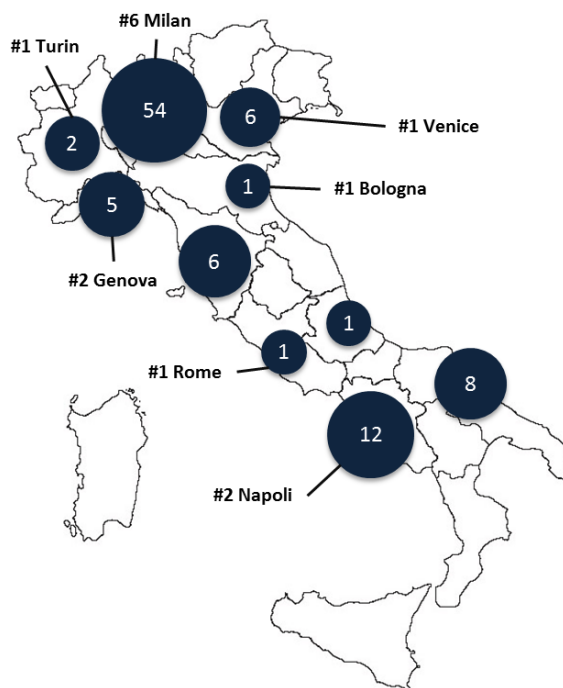 #6 Milan
#1 Turin
54
6
#1 Venice
2
1
#1 Bologna
5
#2 Genova
6
1
1
#1 Rome
8
12
#2 Napoli